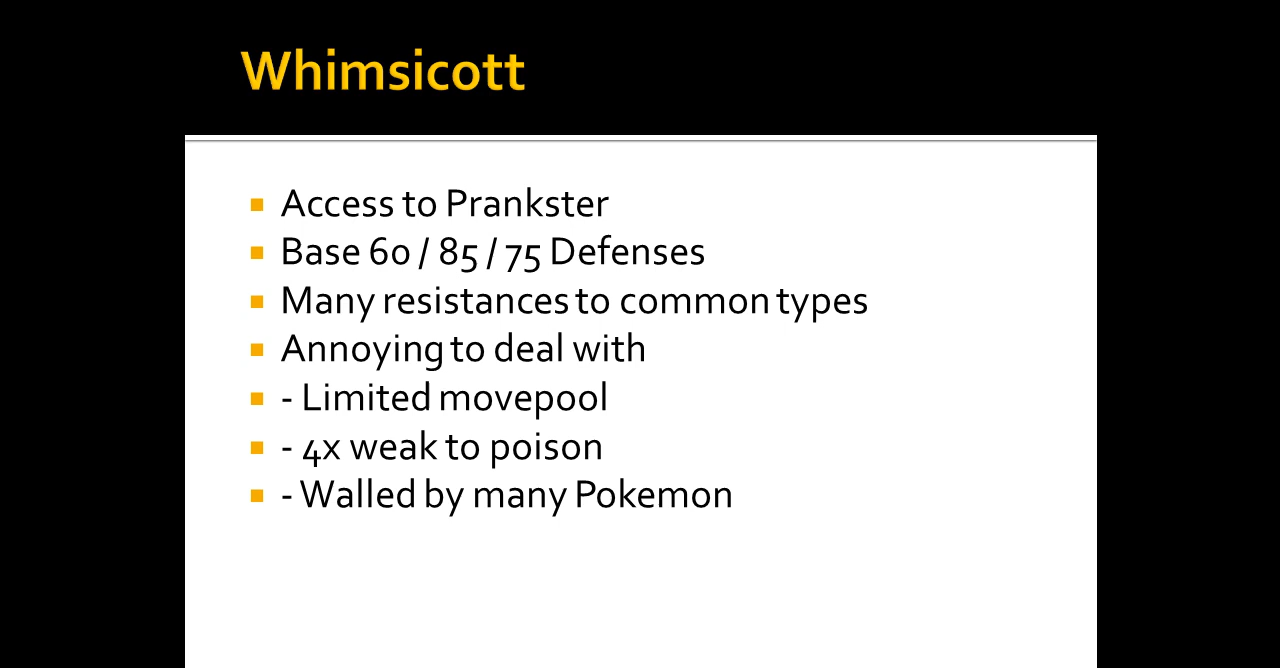 Whimsicott
Access to Prankster
Base 60 / 85 / 75 Defenses
Many resistances to common types
Annoying to deal with
- Limited movepool
- 4x weak to poison
- Walled by many Pokemon